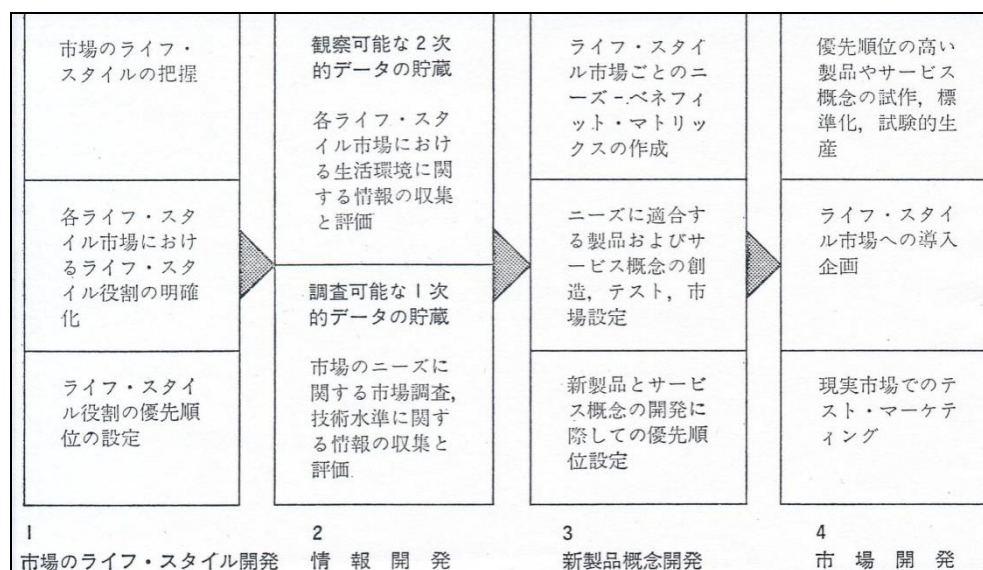 市場のライフ・
スタイルの把握
各ライフ・スタ
イル市場におけ
るライフ・スタ
イル役割の明確
化
ライフ・スタイ
ル役割の優先順
位の設定
1
市場のライフ・スタイル開発
観察可能な2次
的データの貯蔵
各ライフ・スタ
イル市場におけ
る生活環境に関
する情報の収集
と評価
調査可能な1次
的データの貯蔵
市場のニーズに
関する市場調査,
技術水準に関す
る情報の収集と
評価
2
情報開発
ライフ・スタイ
ル市場ごとのニ
ーズ-ベネフィ
ット・マトリッ
クスの作成
ニーズに適合す
る製品およびサ
ービス概念の創
造,テスト,市
場設定
新製品とサービ
ス概念の開発に
際しての優先順
位設定
3
新製品概念開発
優先順位の高い
製品やサービス
概念の試作,標
準化,試験的生
産
ライフ・スタイ
ル市場への導入
企画
現実市場でのテ
スト・マーケテ
ィング
4
市場開発